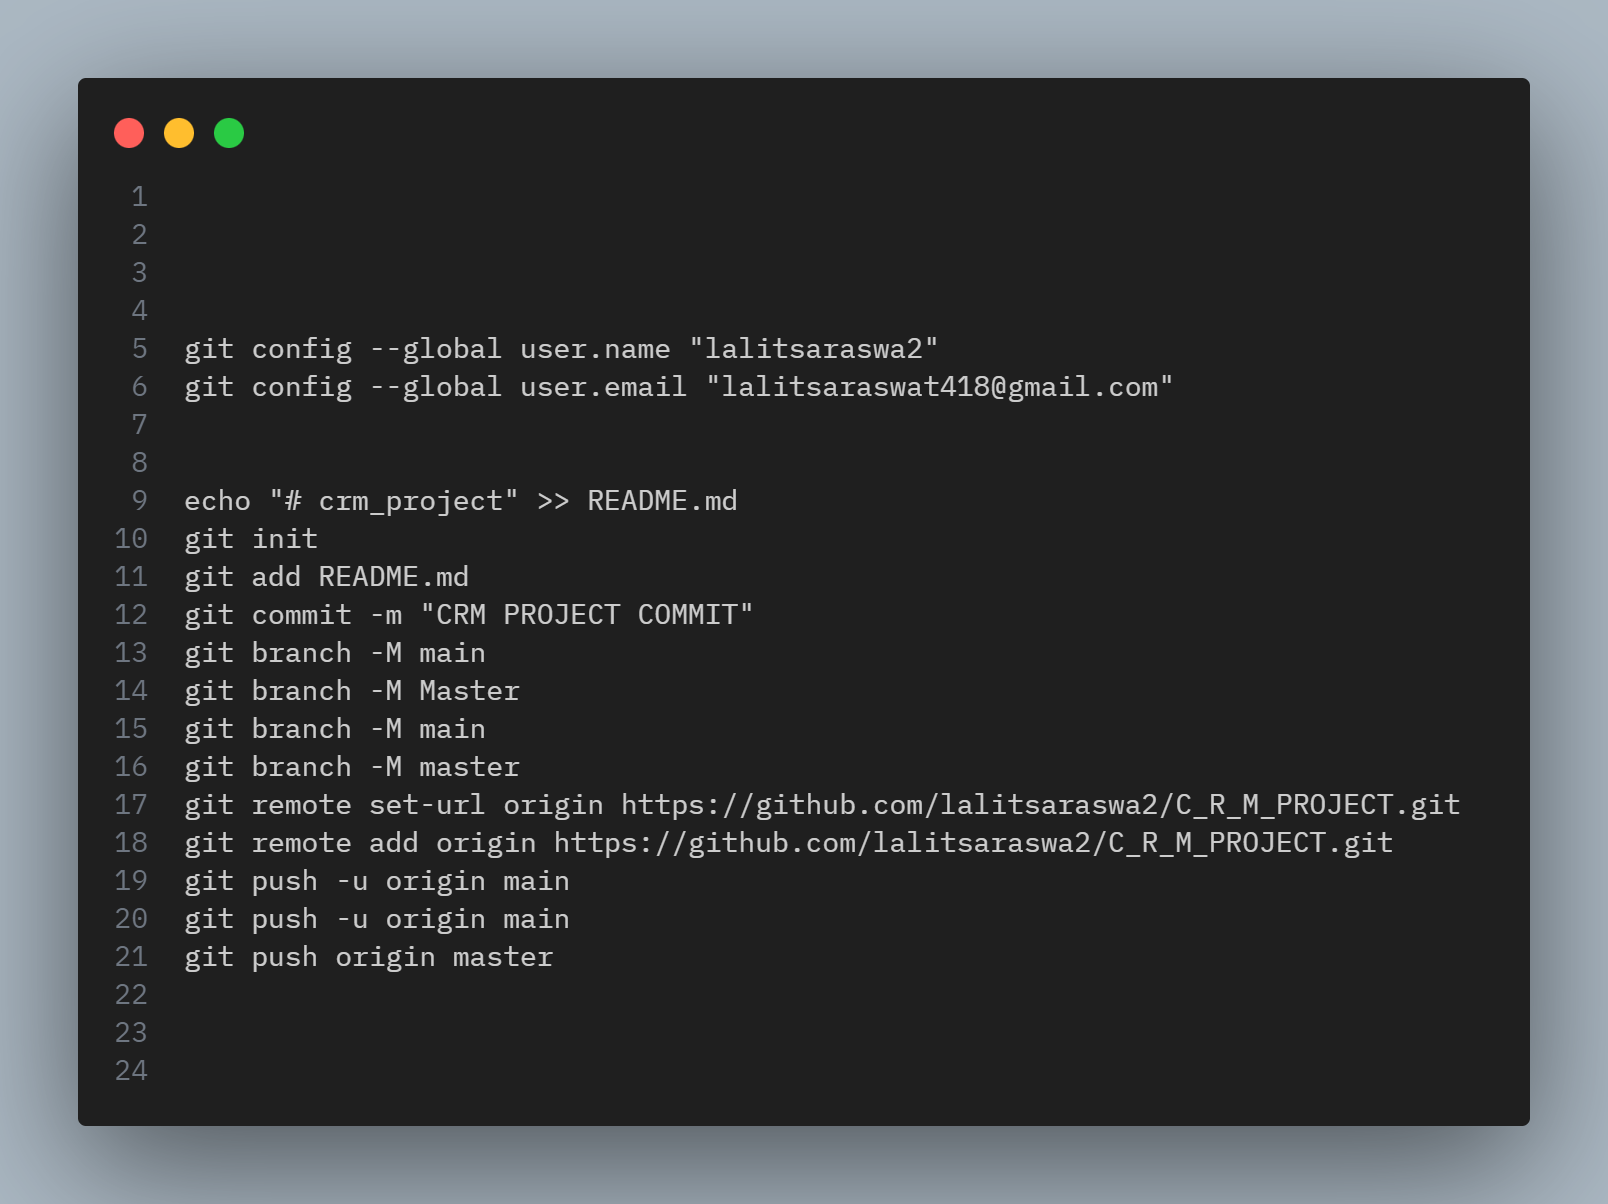 1
2
3
4
5 git config --global user.name "lalitsaraswa2"
6 git config --global user.email "lalitsaraswat418@gmail.com"
7
8
9 echo "# crm_project" >> README.md
10 git init
11 git add README.md
12 git commit -m "CRM PROJECT COMMIT"
13 git branch -M main
14 git branch -M Master
15 git branch -M main
16 git branch -M master
17 git remote set-url origin https://github.com/lalitsaraswa2/C_R_M_PROJECT.git
18 git remote add origin https://github.com/lalitsaraswa2/C_R_M_PROJECT.git
19 git push -u origin main
20 git push -u origin main
21 git push origin master
22
23
24